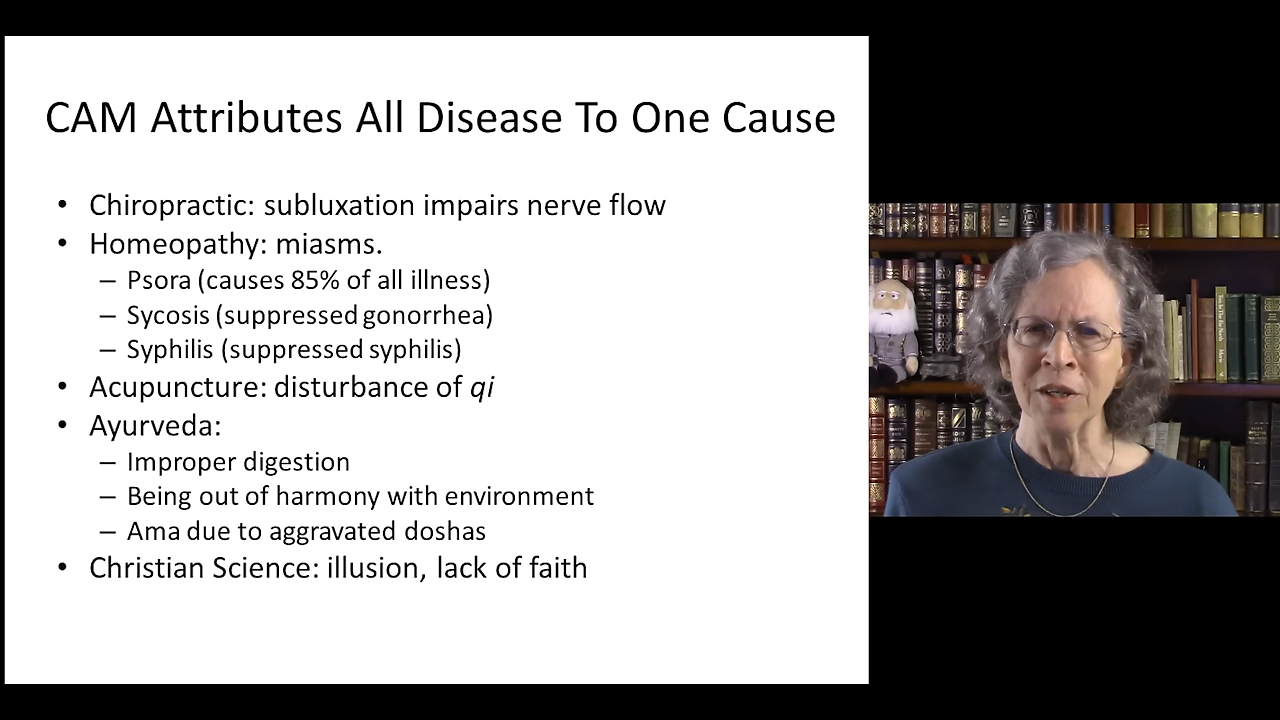 CAM Attributes All Disease To One Cause
• Chiropractic: subluxation impairs nerve flow
• Homeopathy: miasms.
– Psora (causes 85% of all illness)
– Sycosis (suppressed gonorrhea)
– Syphilis (suppressed syphilis)
• Acupuncture: disturbance of qi
• Ayurveda:
– Improper digestion
– Being out of harmony with environment
– Ama due to aggravated doshas
• Christian Science: illusion, lack of faith